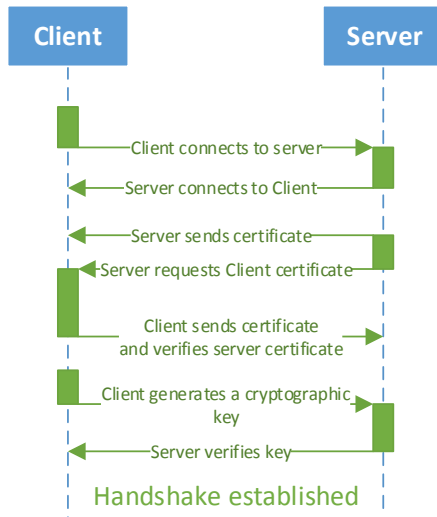 Client
Server
Client connects to server
Server connects to Client
Server sends certificate
Server requests Client certificate
Client sends certificate
and verifies server certificate
Client generates a cryptographic
key
Server verifies key
Handshake established